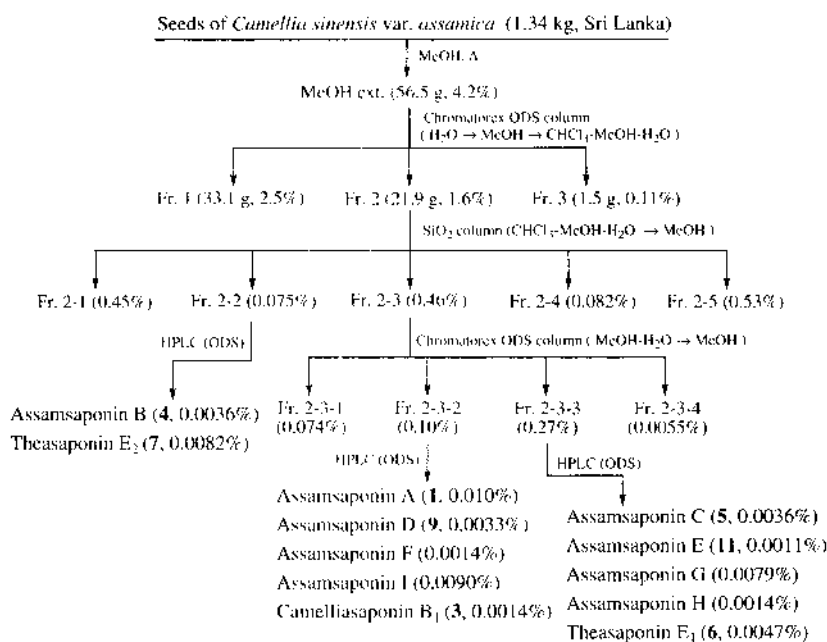 Seeds of Camellia sinensis var. assamica (1.34 kg, Sri Lanka)
MeOH, Δ
MeOH ext. (56.5 g, 4.2%)
Chromatorex ODS column
(H₂O → MeOH → CHCl₃-MeOH-H₂O)
Fr. 1 (33.1 g, 2.5%) Fr. 2 (21.9 g, 1.6%) Fr. 3 (1.5 g, 0.11%)
SiO₂ column (CHCl₃-MeOH-H₂O → MeOH)
Fr. 2-1 (0.45%) Fr. 2-2 (0.075%) Fr. 2-3 (0.46%) Fr. 2-4 (0.082%) Fr. 2-5 (0.53%)
HPLC (ODS)
Chromatorex ODS column (MeOH-H₂O → MeOH)
Assamsaponin B (4, 0.0036%)
Theasaponin E₂ (7, 0.0082%)
Fr. 2-3-1 Fr. 2-3-2 Fr. 2-3-3 Fr. 2-3-4
(0.074%) (0.10%) (0.27%) (0.0055%)
HPLC (ODS) HPLC (ODS)
Assamsaponin A (1, 0.010%)
Assamsaponin D (9, 0.0033%)
Assamsaponin F (0.0014%)
Assamsaponin I (0.0090%)
Camelliasaponin B₁ (3, 0.0014%)
Assamsaponin C (5, 0.0036%)
Assamsaponin E (11, 0.0011%)
Assamsaponin G (0.0079%)
Assamsaponin H (0.0014%)
Theasaponin E₁ (6, 0.0047%)